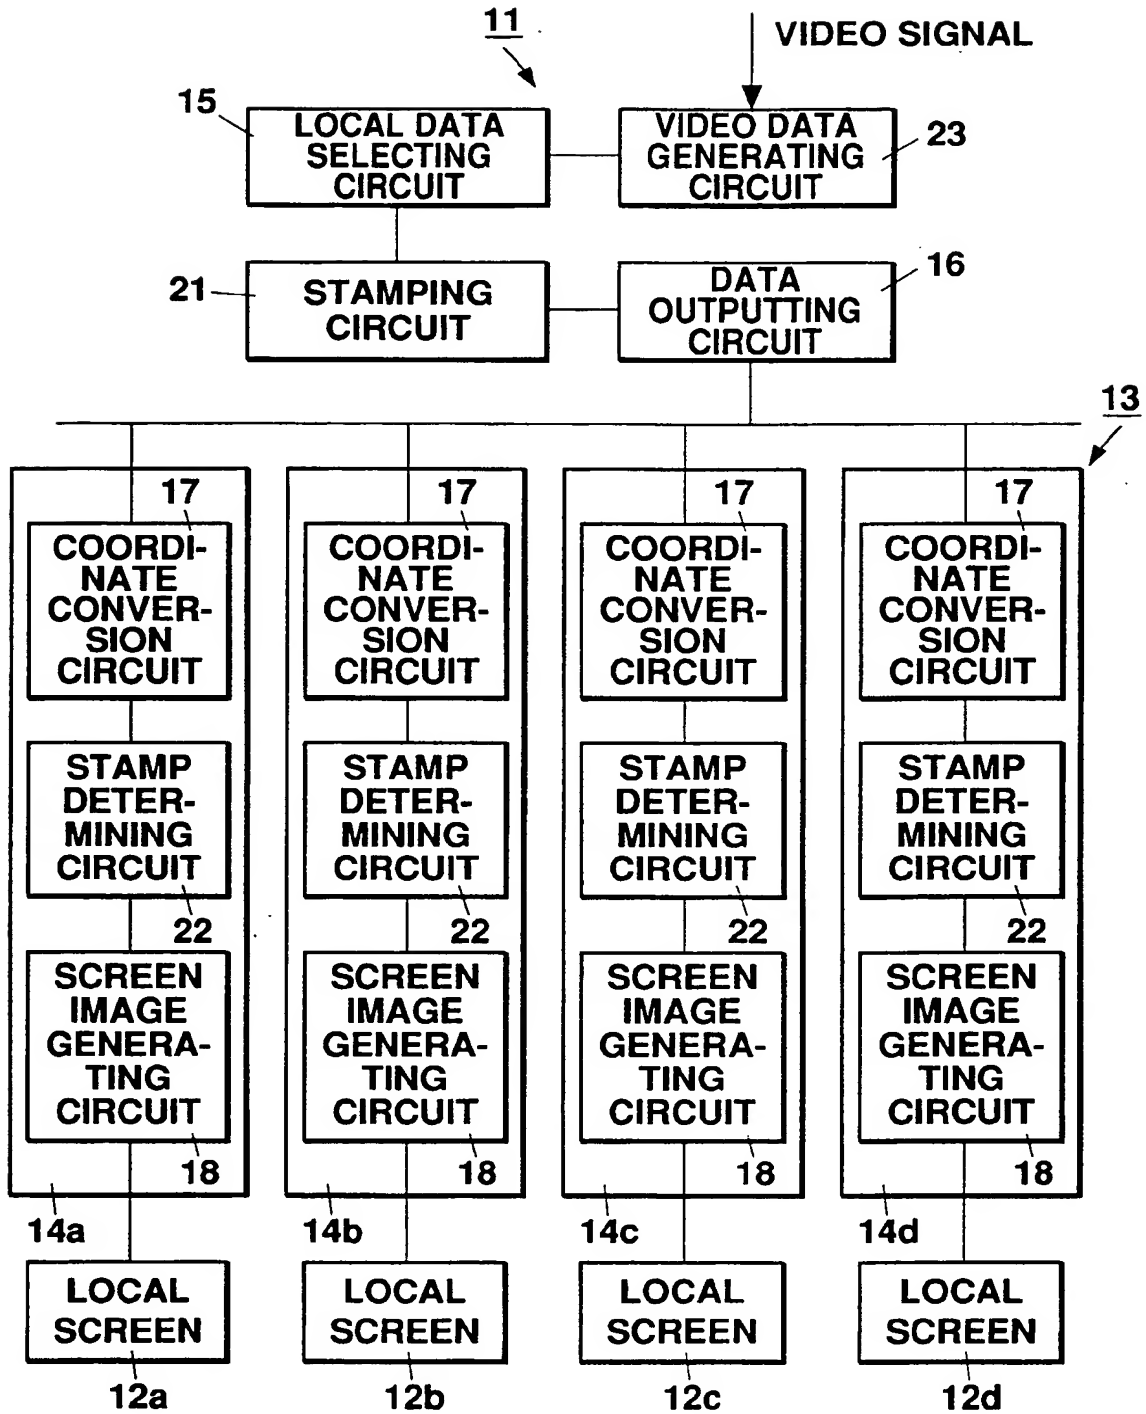 11
VIDEO SIGNAL
15
LOCAL DATA
SELECTING
CIRCUIT
VIDEO DATA
GENERATING
CIRCUIT
23
21
STAMPING
CIRCUIT
DATA
OUTPUTTING
CIRCUIT
16
13
17
COORDI-
NATE
CONVER-
SION
CIRCUIT
STAMP
DETER-
MINING
CIRCUIT
22
SCREEN
IMAGE
GENERA-
TING
CIRCUIT
18
14a
LOCAL
SCREEN
12a
17
COORDI-
NATE
CONVER-
SION
CIRCUIT
STAMP
DETER-
MINING
CIRCUIT
22
SCREEN
IMAGE
GENERA-
TING
CIRCUIT
18
14b
LOCAL
SCREEN
12b
17
COORDI-
NATE
CONVER-
SION
CIRCUIT
STAMP
DETER-
MINING
CIRCUIT
22
SCREEN
IMAGE
GENERA-
TING
CIRCUIT
18
14c
LOCAL
SCREEN
12c
17
COORDI-
NATE
CONVER-
SION
CIRCUIT
STAMP
DETER-
MINING
CIRCUIT
22
SCREEN
IMAGE
GENERA-
TING
CIRCUIT
18
14d
LOCAL
SCREEN
12d